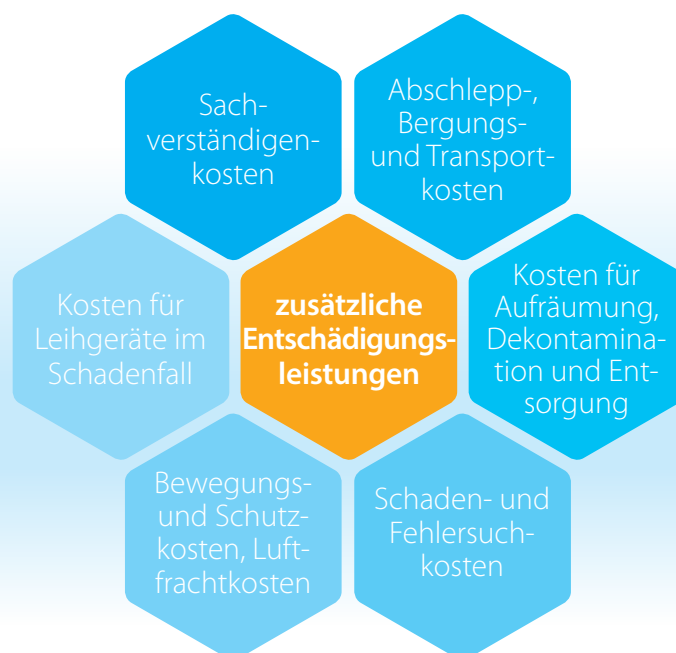 Sach-
verständigen-
kosten
Abschlepp-,
Bergungs-
und Transport-
kosten
Kosten für
Leihgeräte im
Schadenfall
zusätzliche
Entschädigungs-
leistungen
Kosten für
Aufräumung,
Dekontamina-
tion und Ent-
sorgung
Bewegungs-
und Schutz-
kosten, Luft-
frachtkosten
Schaden- und
Fehlersuch-
kosten